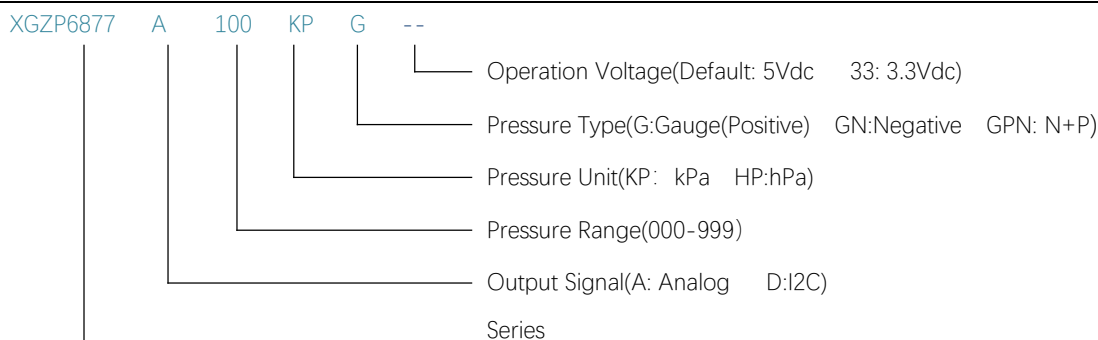 XGZP6877 A 100 KP G --
Operation Voltage(Default: 5Vdc 33: 3.3Vdc)
Pressure Type(G:Gauge(Positive) GN:Negative GPN: N+P)
Pressure Unit(KP: kPa HP:hPa)
Pressure Range(000-999)
Output Signal(A: Analog D:I2C)
Series